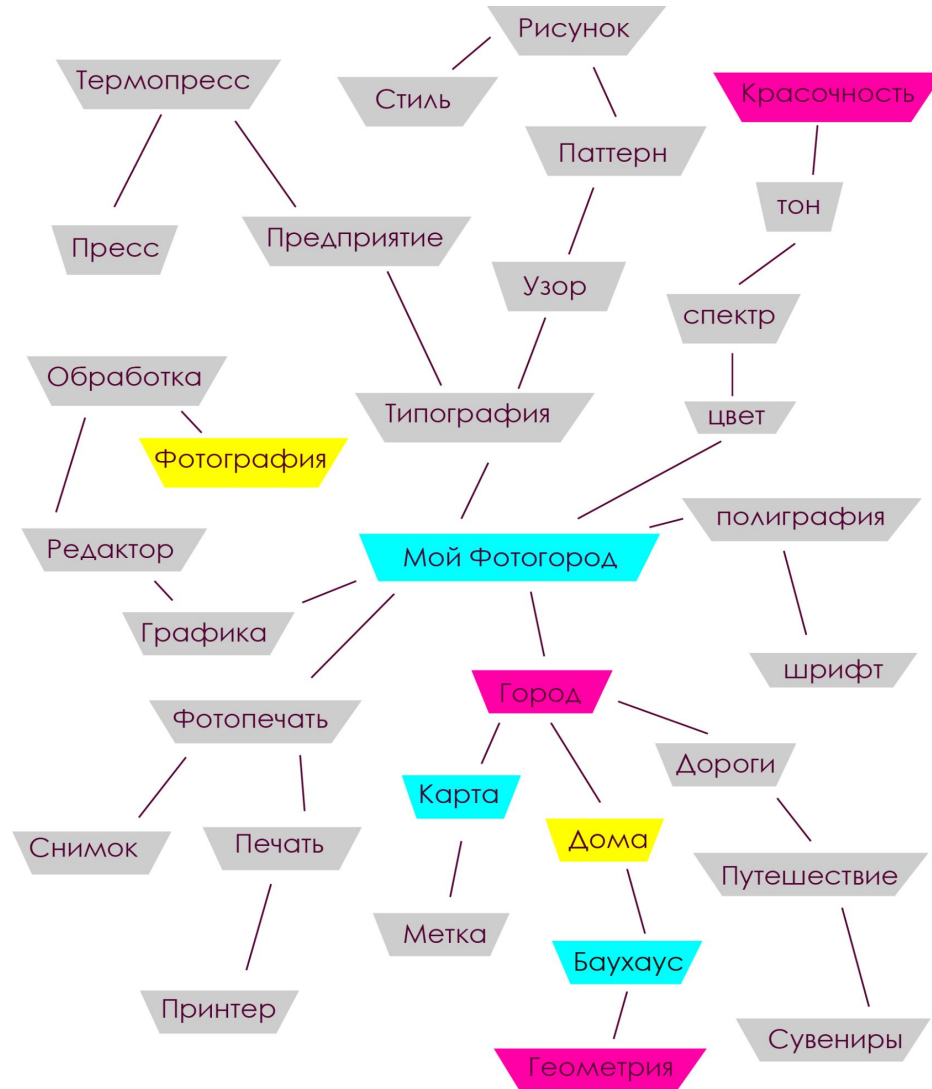 Рисунок
Термопресс
Стиль
Красочность
Паттерн
тон
Пресс
Предприятие
Узор
спектр
Обработка
Типография
цвет
Фотография
полиграфия
Редактор
Мой Фотогород
Графика
шрифт
Город
Фотопечать
Дороги
Карта
Снимок
Печать
Дома
Путешествие
Метка
Баухаус
Принтер
Сувениры
Геометрия